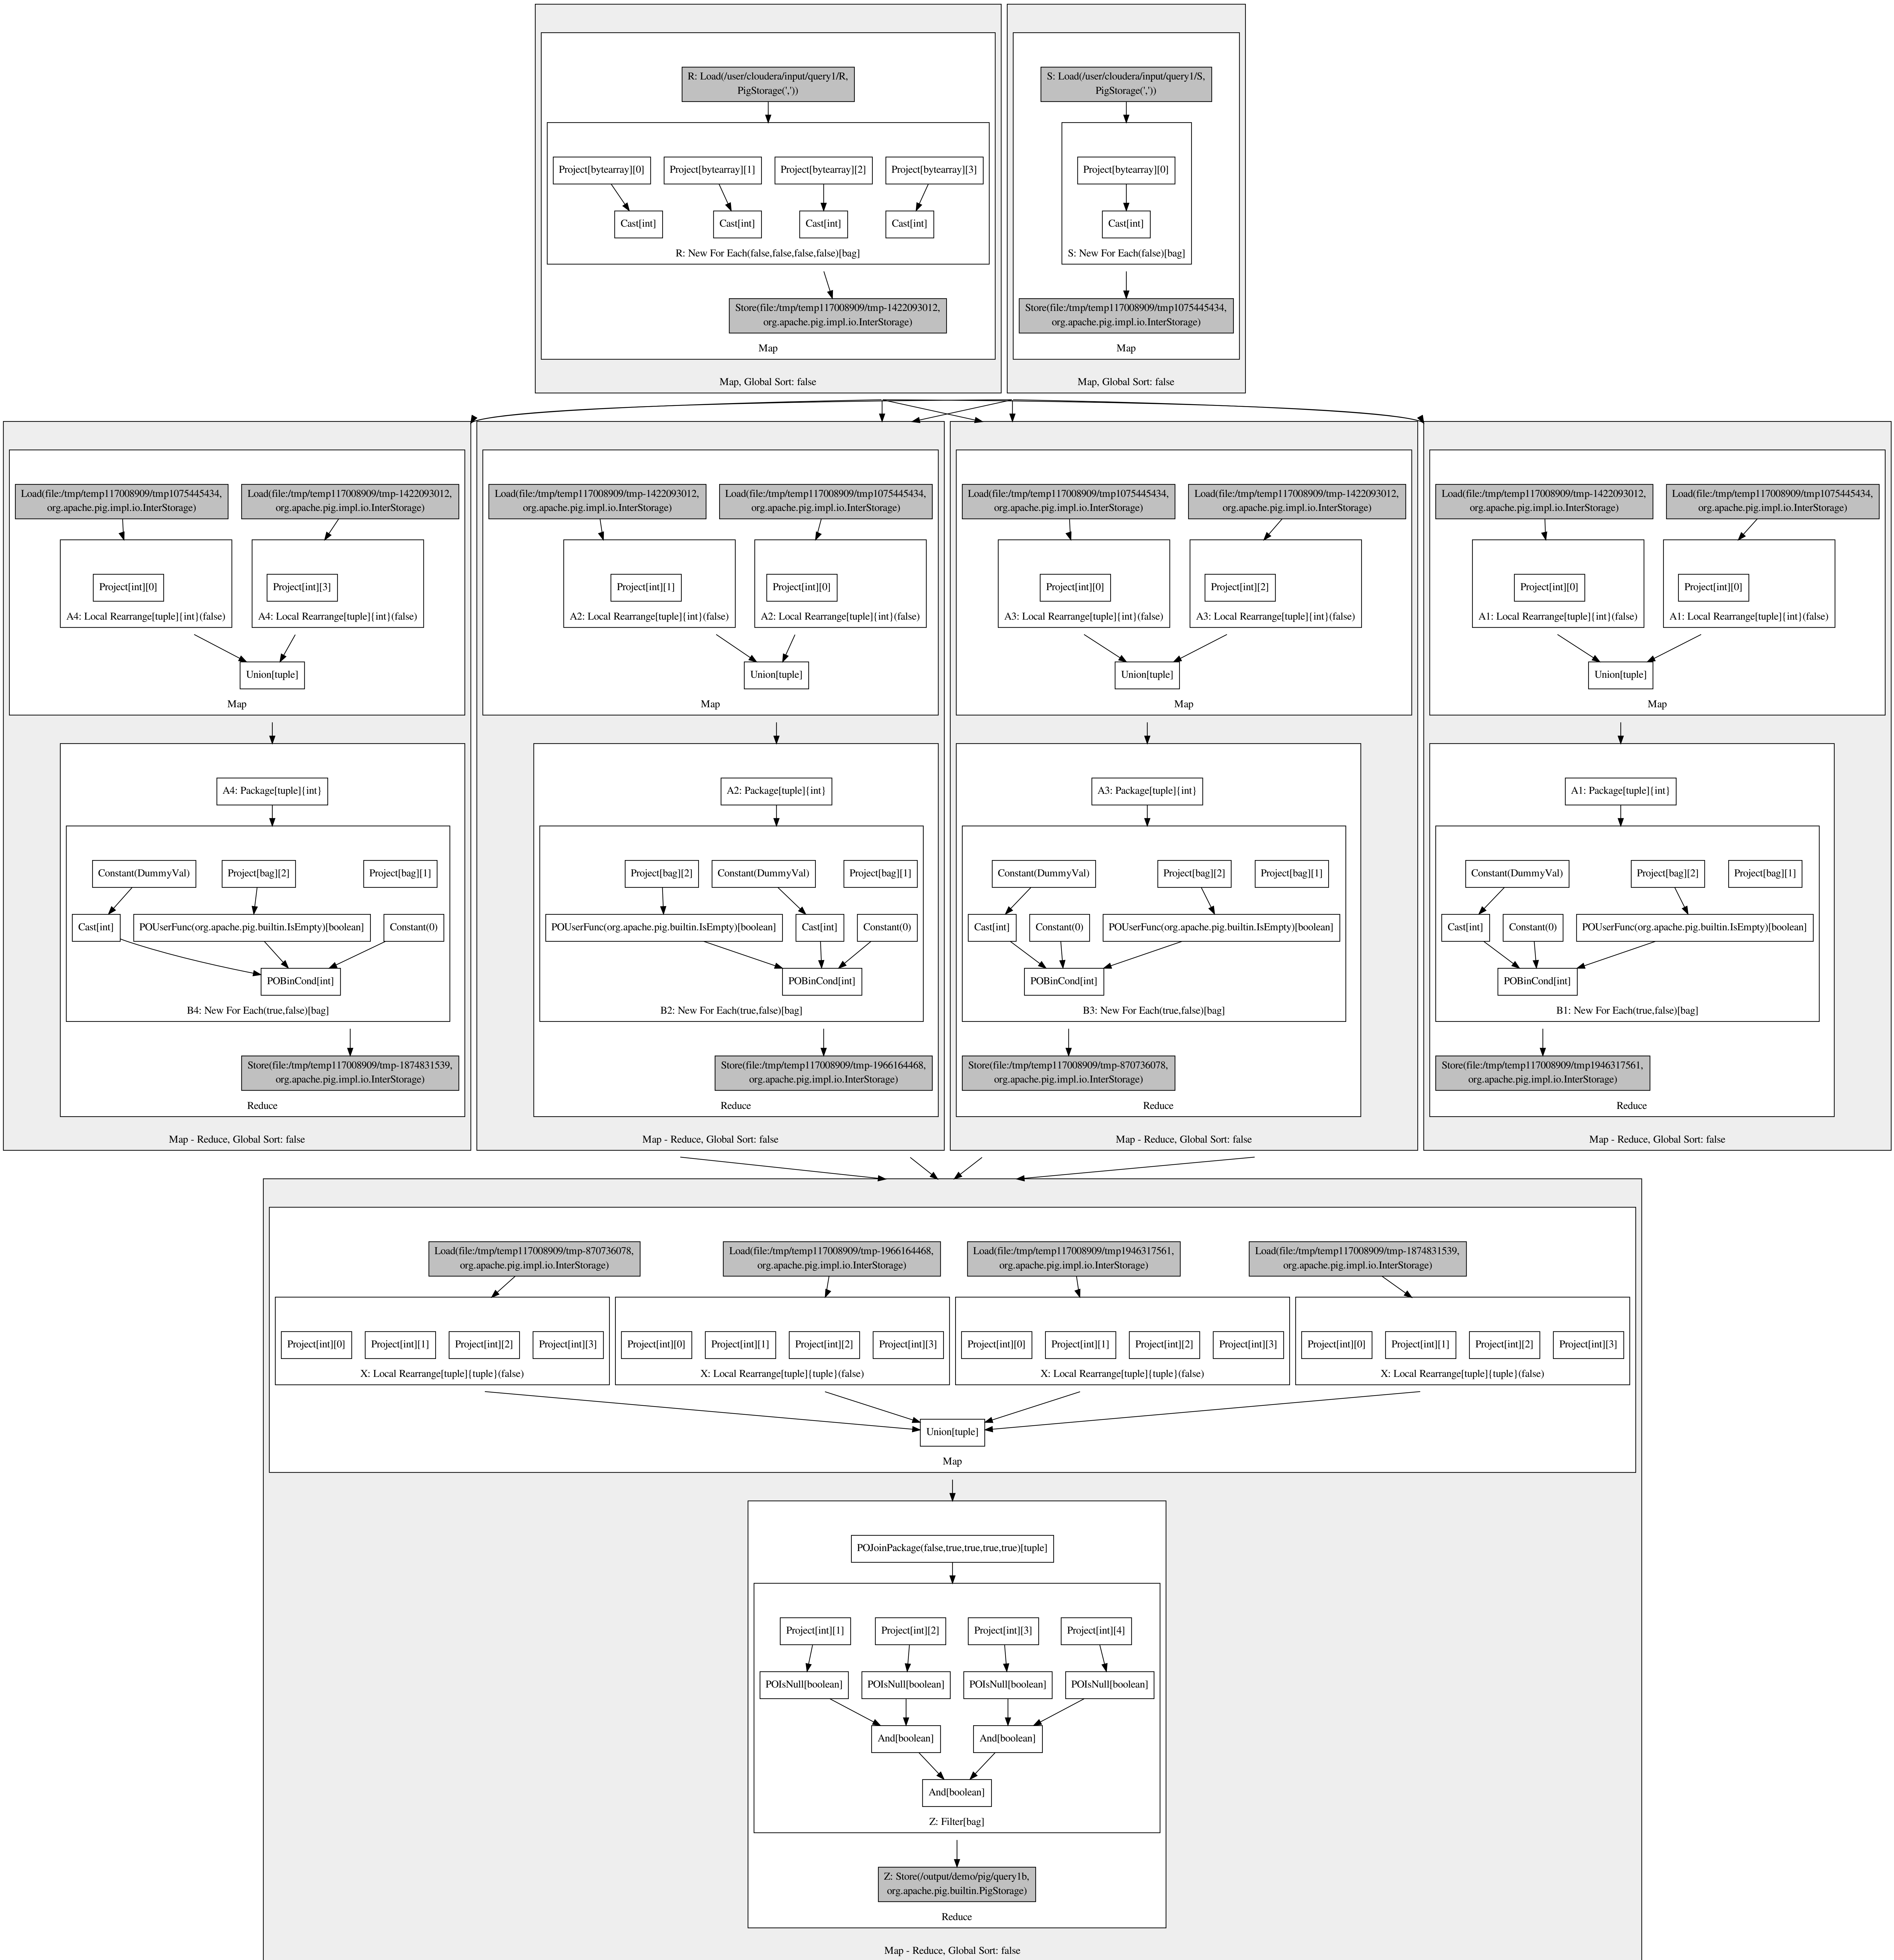 R: Load(/user/cloudera/input/query1/R,
PigStorage(','))
Project[bytearray][0]
Project[bytearray][1]
Project[bytearray][2]
Project[bytearray][3]
Cast[int]
Cast[int]
Cast[int]
Cast[int]
R: New For Each(false,false,false,false)[bag]
Store(file:/tmp/temp117008909/tmp-1422093012,
org.apache.pig.impl.io.InterStorage)
Map
Map, Global Sort: false
S: Load(/user/cloudera/input/query1/S,
PigStorage(','))
Project[bytearray][0]
Cast[int]
S: New For Each(false)[bag]
Store(file:/tmp/temp117008909/tmp1075445434,
org.apache.pig.impl.io.InterStorage)
Map
Map, Global Sort: false
Load(file:/tmp/temp117008909/tmp1075445434,
org.apache.pig.impl.io.InterStorage)
Load(file:/tmp/temp117008909/tmp-1422093012,
org.apache.pig.impl.io.InterStorage)
Project[int][0]
A4: Local Rearrange[tuple]{int}(false)
Project[int][3]
A4: Local Rearrange[tuple]{int}(false)
Union[tuple]
Map
A4: Package[tuple]{int}
Constant(DummyVal)
Project[bag][2]
Project[bag][1]
Cast[int]
POUserFunc(org.apache.pig.builtin.IsEmpty)[boolean]
Constant(0)
POBinCond[int]
B4: New For Each(true,false)[bag]
Store(file:/tmp/temp117008909/tmp-1874831539,
org.apache.pig.impl.io.InterStorage)
Reduce
Map - Reduce, Global Sort: false
Load(file:/tmp/temp117008909/tmp-1422093012,
org.apache.pig.impl.io.InterStorage)
Load(file:/tmp/temp117008909/tmp1075445434,
org.apache.pig.impl.io.InterStorage)
Project[int][1]
A2: Local Rearrange[tuple]{int}(false)
Project[int][0]
A2: Local Rearrange[tuple]{int}(false)
Union[tuple]
Map
A2: Package[tuple]{int}
Project[bag][2]
Constant(DummyVal)
Project[bag][1]
POUserFunc(org.apache.pig.builtin.IsEmpty)[boolean]
Cast[int]
Constant(0)
POBinCond[int]
B2: New For Each(true,false)[bag]
Store(file:/tmp/temp117008909/tmp-1966164468,
org.apache.pig.impl.io.InterStorage)
Reduce
Map - Reduce, Global Sort: false
Load(file:/tmp/temp117008909/tmp1075445434,
org.apache.pig.impl.io.InterStorage)
Load(file:/tmp/temp117008909/tmp-1422093012,
org.apache.pig.impl.io.InterStorage)
Project[int][0]
A3: Local Rearrange[tuple]{int}(false)
Project[int][2]
A3: Local Rearrange[tuple]{int}(false)
Union[tuple]
Map
A3: Package[tuple]{int}
Constant(DummyVal)
Project[bag][2]
Project[bag][1]
Cast[int]
Constant(0)
POUserFunc(org.apache.pig.builtin.IsEmpty)[boolean]
POBinCond[int]
B3: New For Each(true,false)[bag]
Store(file:/tmp/temp117008909/tmp-870736078,
org.apache.pig.impl.io.InterStorage)
Reduce
Map - Reduce, Global Sort: false
Load(file:/tmp/temp117008909/tmp-1422093012,
org.apache.pig.impl.io.InterStorage)
Load(file:/tmp/temp117008909/tmp1075445434,
org.apache.pig.impl.io.InterStorage)
Project[int][0]
A1: Local Rearrange[tuple]{int}(false)
Project[int][0]
A1: Local Rearrange[tuple]{int}(false)
Union[tuple]
Map
A1: Package[tuple]{int}
Constant(DummyVal)
Project[bag][2]
Project[bag][1]
Cast[int]
Constant(0)
POUserFunc(org.apache.pig.builtin.IsEmpty)[boolean]
POBinCond[int]
B1: New For Each(true,false)[bag]
Store(file:/tmp/temp117008909/tmp1946317561,
org.apache.pig.impl.io.InterStorage)
Reduce
Map - Reduce, Global Sort: false
Load(file:/tmp/temp117008909/tmp-870736078,
org.apache.pig.impl.io.InterStorage)
Load(file:/tmp/temp117008909/tmp-1966164468,
org.apache.pig.impl.io.InterStorage)
Load(file:/tmp/temp117008909/tmp1946317561,
org.apache.pig.impl.io.InterStorage)
Load(file:/tmp/temp117008909/tmp-1874831539,
org.apache.pig.impl.io.InterStorage)
Project[int][0]
Project[int][1]
Project[int][2]
Project[int][3]
X: Local Rearrange[tuple]{tuple}(false)
Project[int][0]
Project[int][1]
Project[int][2]
Project[int][3]
X: Local Rearrange[tuple]{tuple}(false)
Project[int][0]
Project[int][1]
Project[int][2]
Project[int][3]
X: Local Rearrange[tuple]{tuple}(false)
Project[int][0]
Project[int][1]
Project[int][2]
Project[int][3]
X: Local Rearrange[tuple]{tuple}(false)
Union[tuple]
Map
POJoinPackage(false,true,true,true,true)[tuple]
Project[int][1]
Project[int][2]
Project[int][3]
Project[int][4]
POIsNull[boolean]
POIsNull[boolean]
POIsNull[boolean]
POIsNull[boolean]
And[boolean]
And[boolean]
And[boolean]
Z: Filter[bag]
Z: Store(/output/demo/pig/query1b,
org.apache.pig.builtin.PigStorage)
Reduce
Map - Reduce, Global Sort: false